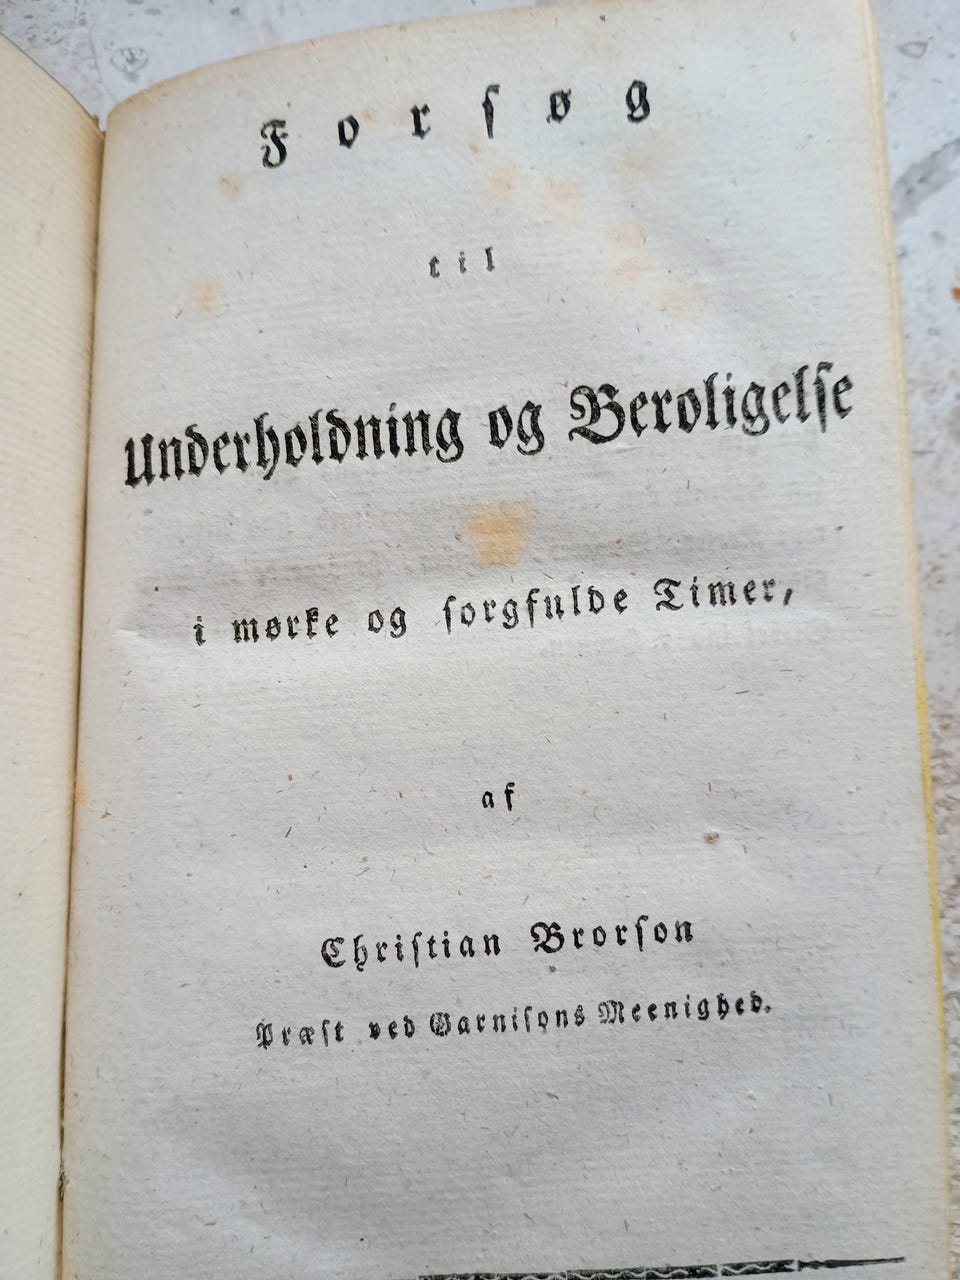 Forsøg
til
Underholdning og Beroligelse
i mørke og sorgfulde Timer,
af
Christian Brorson
Præst ved Garnisons Meenighed.